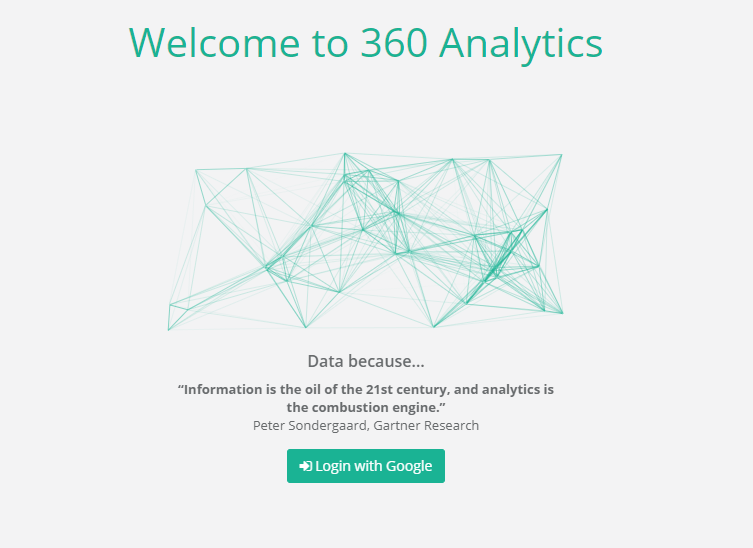 Welcome to 360 Analytics
Data because...
“Information is the oil of the 21st century, and analytics is
the combustion engine.”
Peter Sondergaard, Gartner Research
Login with Google